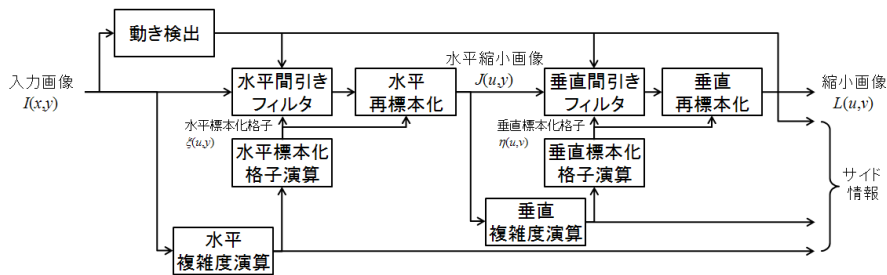 動き検出
入力画像
I(x,y)
水平間引き
フィルタ
水平
再標本化
水平縮小画像
J(u,y)
垂直間引き
フィルタ
垂直
再標本化
縮小画像
L(u,v)
水平標本化格子
ξ(u,y)
垂直標本化格子
η(u,v)
水平標本化
格子演算
垂直標本化
格子演算
サイド
情報
垂直
複雑度演算
水平
複雑度演算